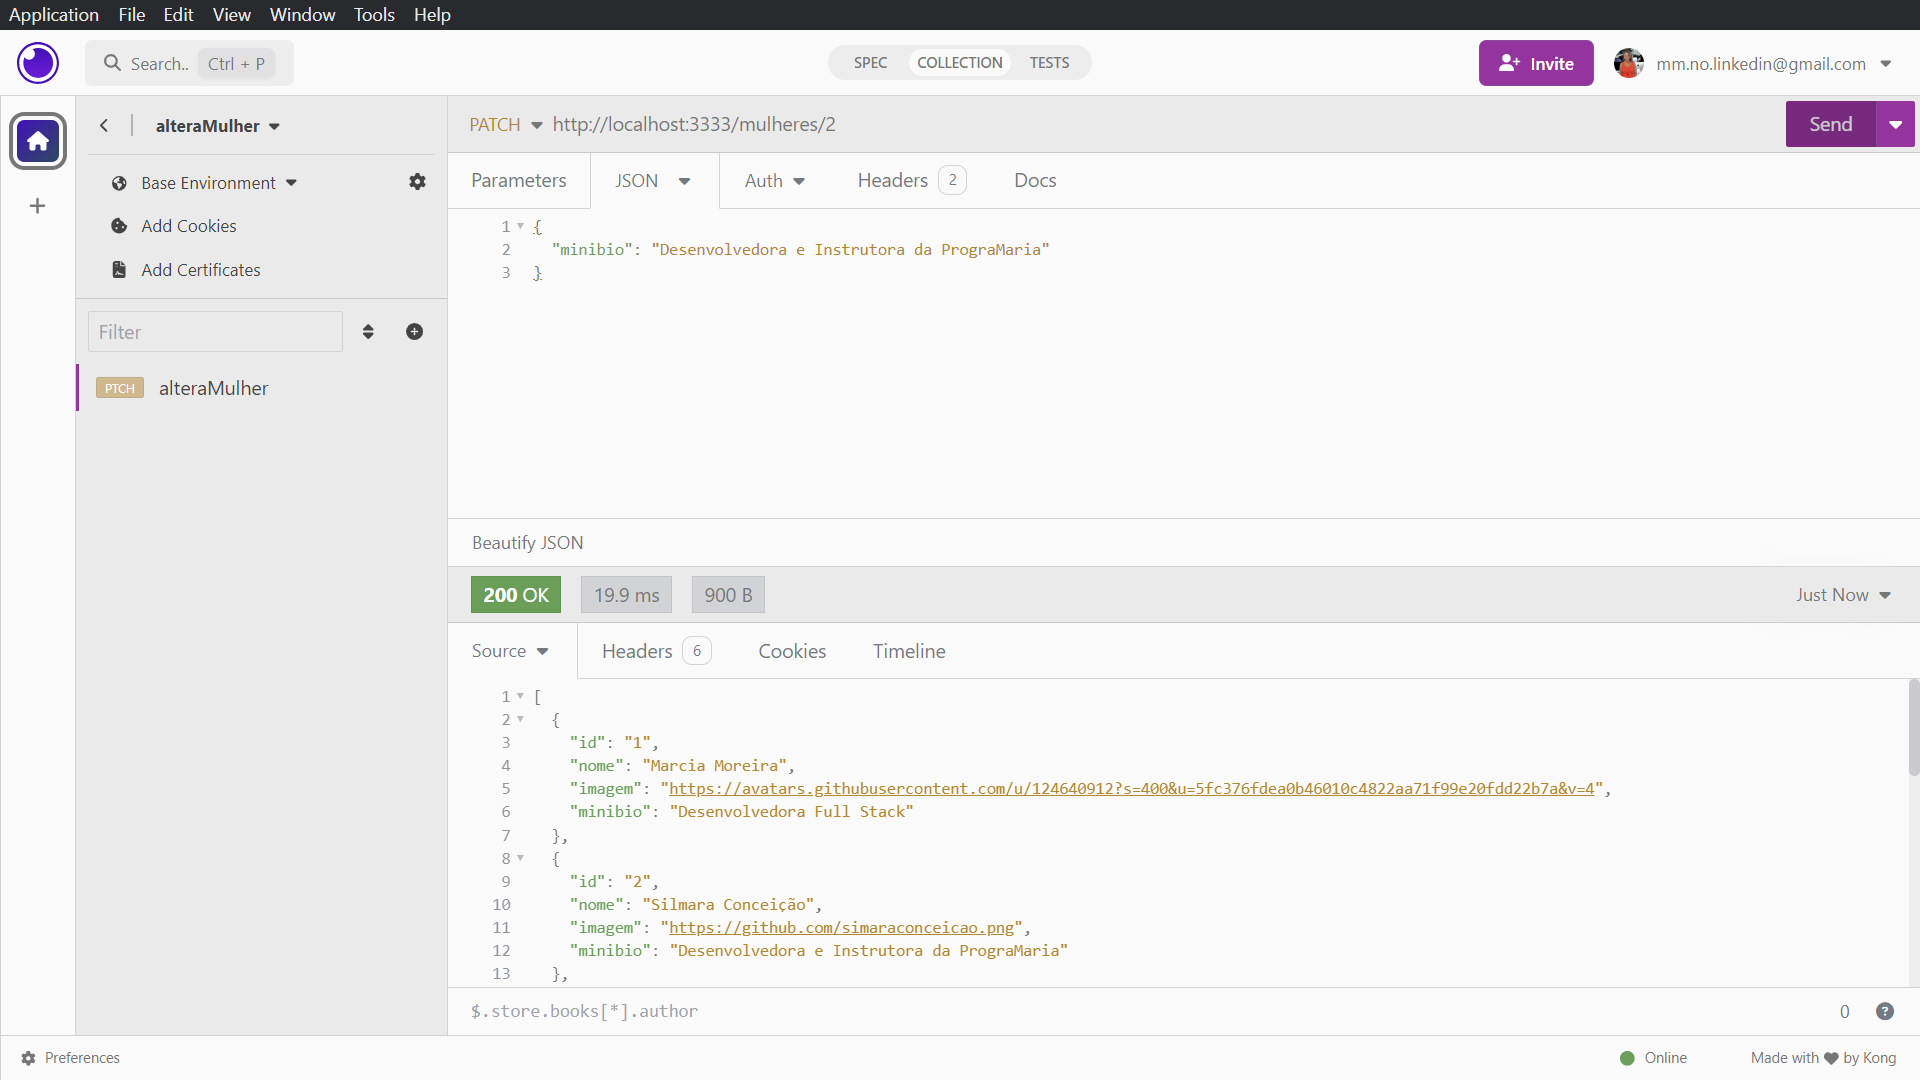 Application File Edit View Window Tools Help
Search.. Ctrl + P
SPEC COLLECTION TESTS
Invite
mm.no.linkedin@gmail.com
alteraMulher
Base Environment
Add Cookies
Add Certificates
Filter
PTCH alteraMulher
PATCH http://localhost:3333/mulheres/2
Send
Parameters JSON Auth Headers 2 Docs
1 {
2 "minibio": "Desenvolvedora e Instrutora da PrograMaria"
3 }
Beautify JSON
200 OK 19.9 ms 900 B
Just Now
Source Headers 6 Cookies Timeline
1 [
2 {
3 "id": "1",
4 "nome": "Marcia Moreira",
5 "imagem": "https://avatars.githubusercontent.com/u/124640912?s=400&u=5fc376fdea0b46010c4822aa71f99e20fdd22b7a&v=4",
6 "minibio": "Desenvolvedora Full Stack"
7 },
8 {
9 "id": "2",
10 "nome": "Silmara Conceição",
11 "imagem": "https://github.com/simaraconceicao.png",
12 "minibio": "Desenvolvedora e Instrutora da PrograMaria"
13 },
$.store.books[*].author
0 ?
Preferences
Online
Made with ♥ by Kong